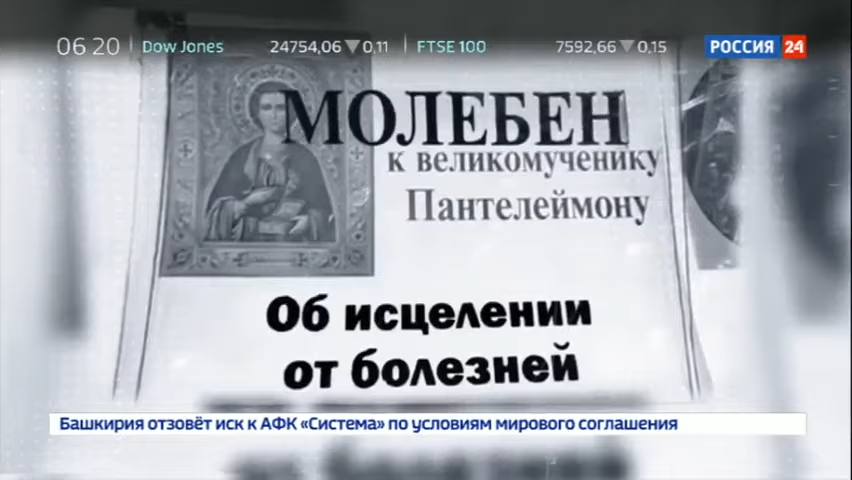 06 20 Dow Jones 24754,06 ▼ 0,11 FTSE 100 7592,66 ▼ 0,15 РОССИЯ 24
МОЛЕБЕН
к великомученику
Пантелеймону
Об исцелении
от болезней
Башкирия отзовёт иск к АФК «Система» по условиям мирового соглашения